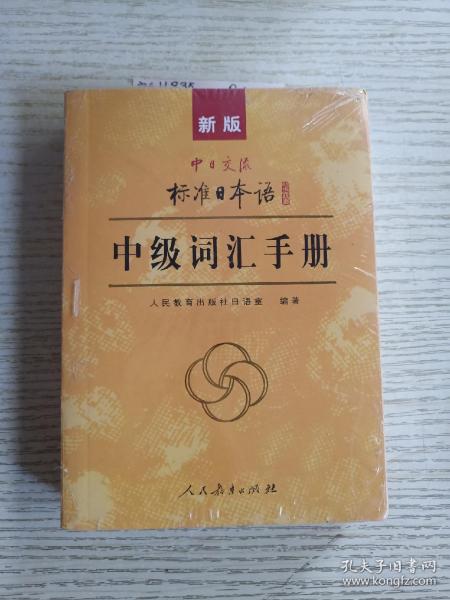 新版
中日交流
标准日本语
中级词汇手册
人民教育出版社日语室 编著
人民教育出版社
孔夫子旧书网
www.kongfz.com